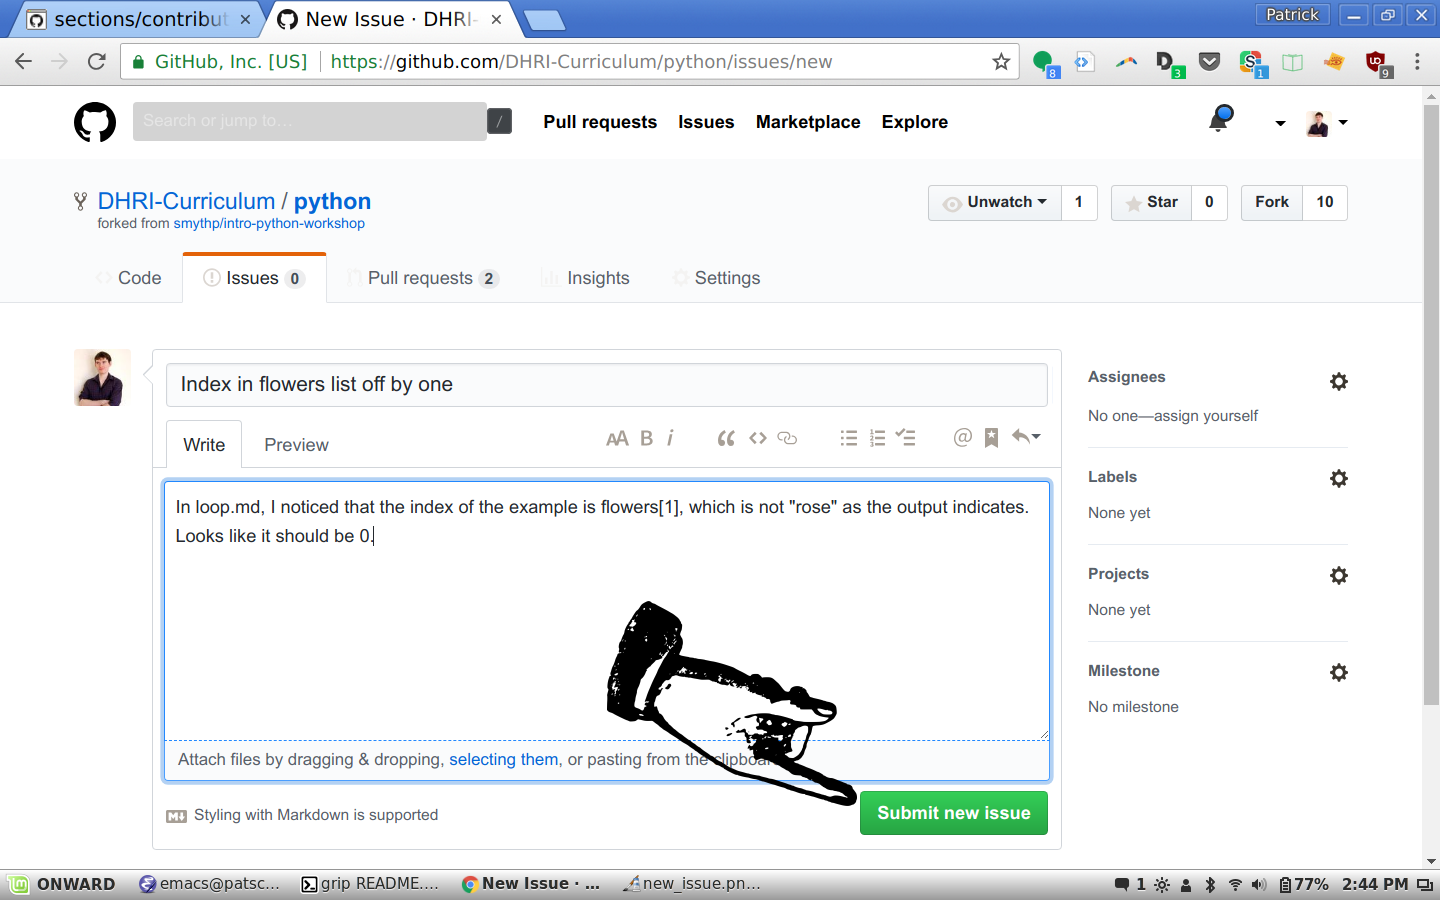 sections/contribut
New Issue · DHRI-
Patrick
GitHub, Inc. [US]
https://github.com/DHRI-Curriculum/python/issues/new
8
3
1
9
Search or jump to...
/
Pull requests
Issues
Marketplace
Explore
DHRI-Curriculum / python
forked from smythp/intro-python-workshop
Unwatch 1
Star 0
Fork 10
Code
Issues 0
Pull requests 2
Insights
Settings
Index in flowers list off by one
Write
Preview
AA B i
Assignees
No one—assign yourself
Labels
None yet
Projects
None yet
Milestone
No milestone
In loop.md, I noticed that the index of the example is flowers[1], which is not "rose" as the output indicates.
Looks like it should be 0.
Attach files by dragging & dropping, selecting them, or pasting from the
Styling with Markdown is supported
Submit new issue
ONWARD
emacs@patsc...
grip README....
New Issue · ...
new_issue.pn...
1
77%
2:44 PM